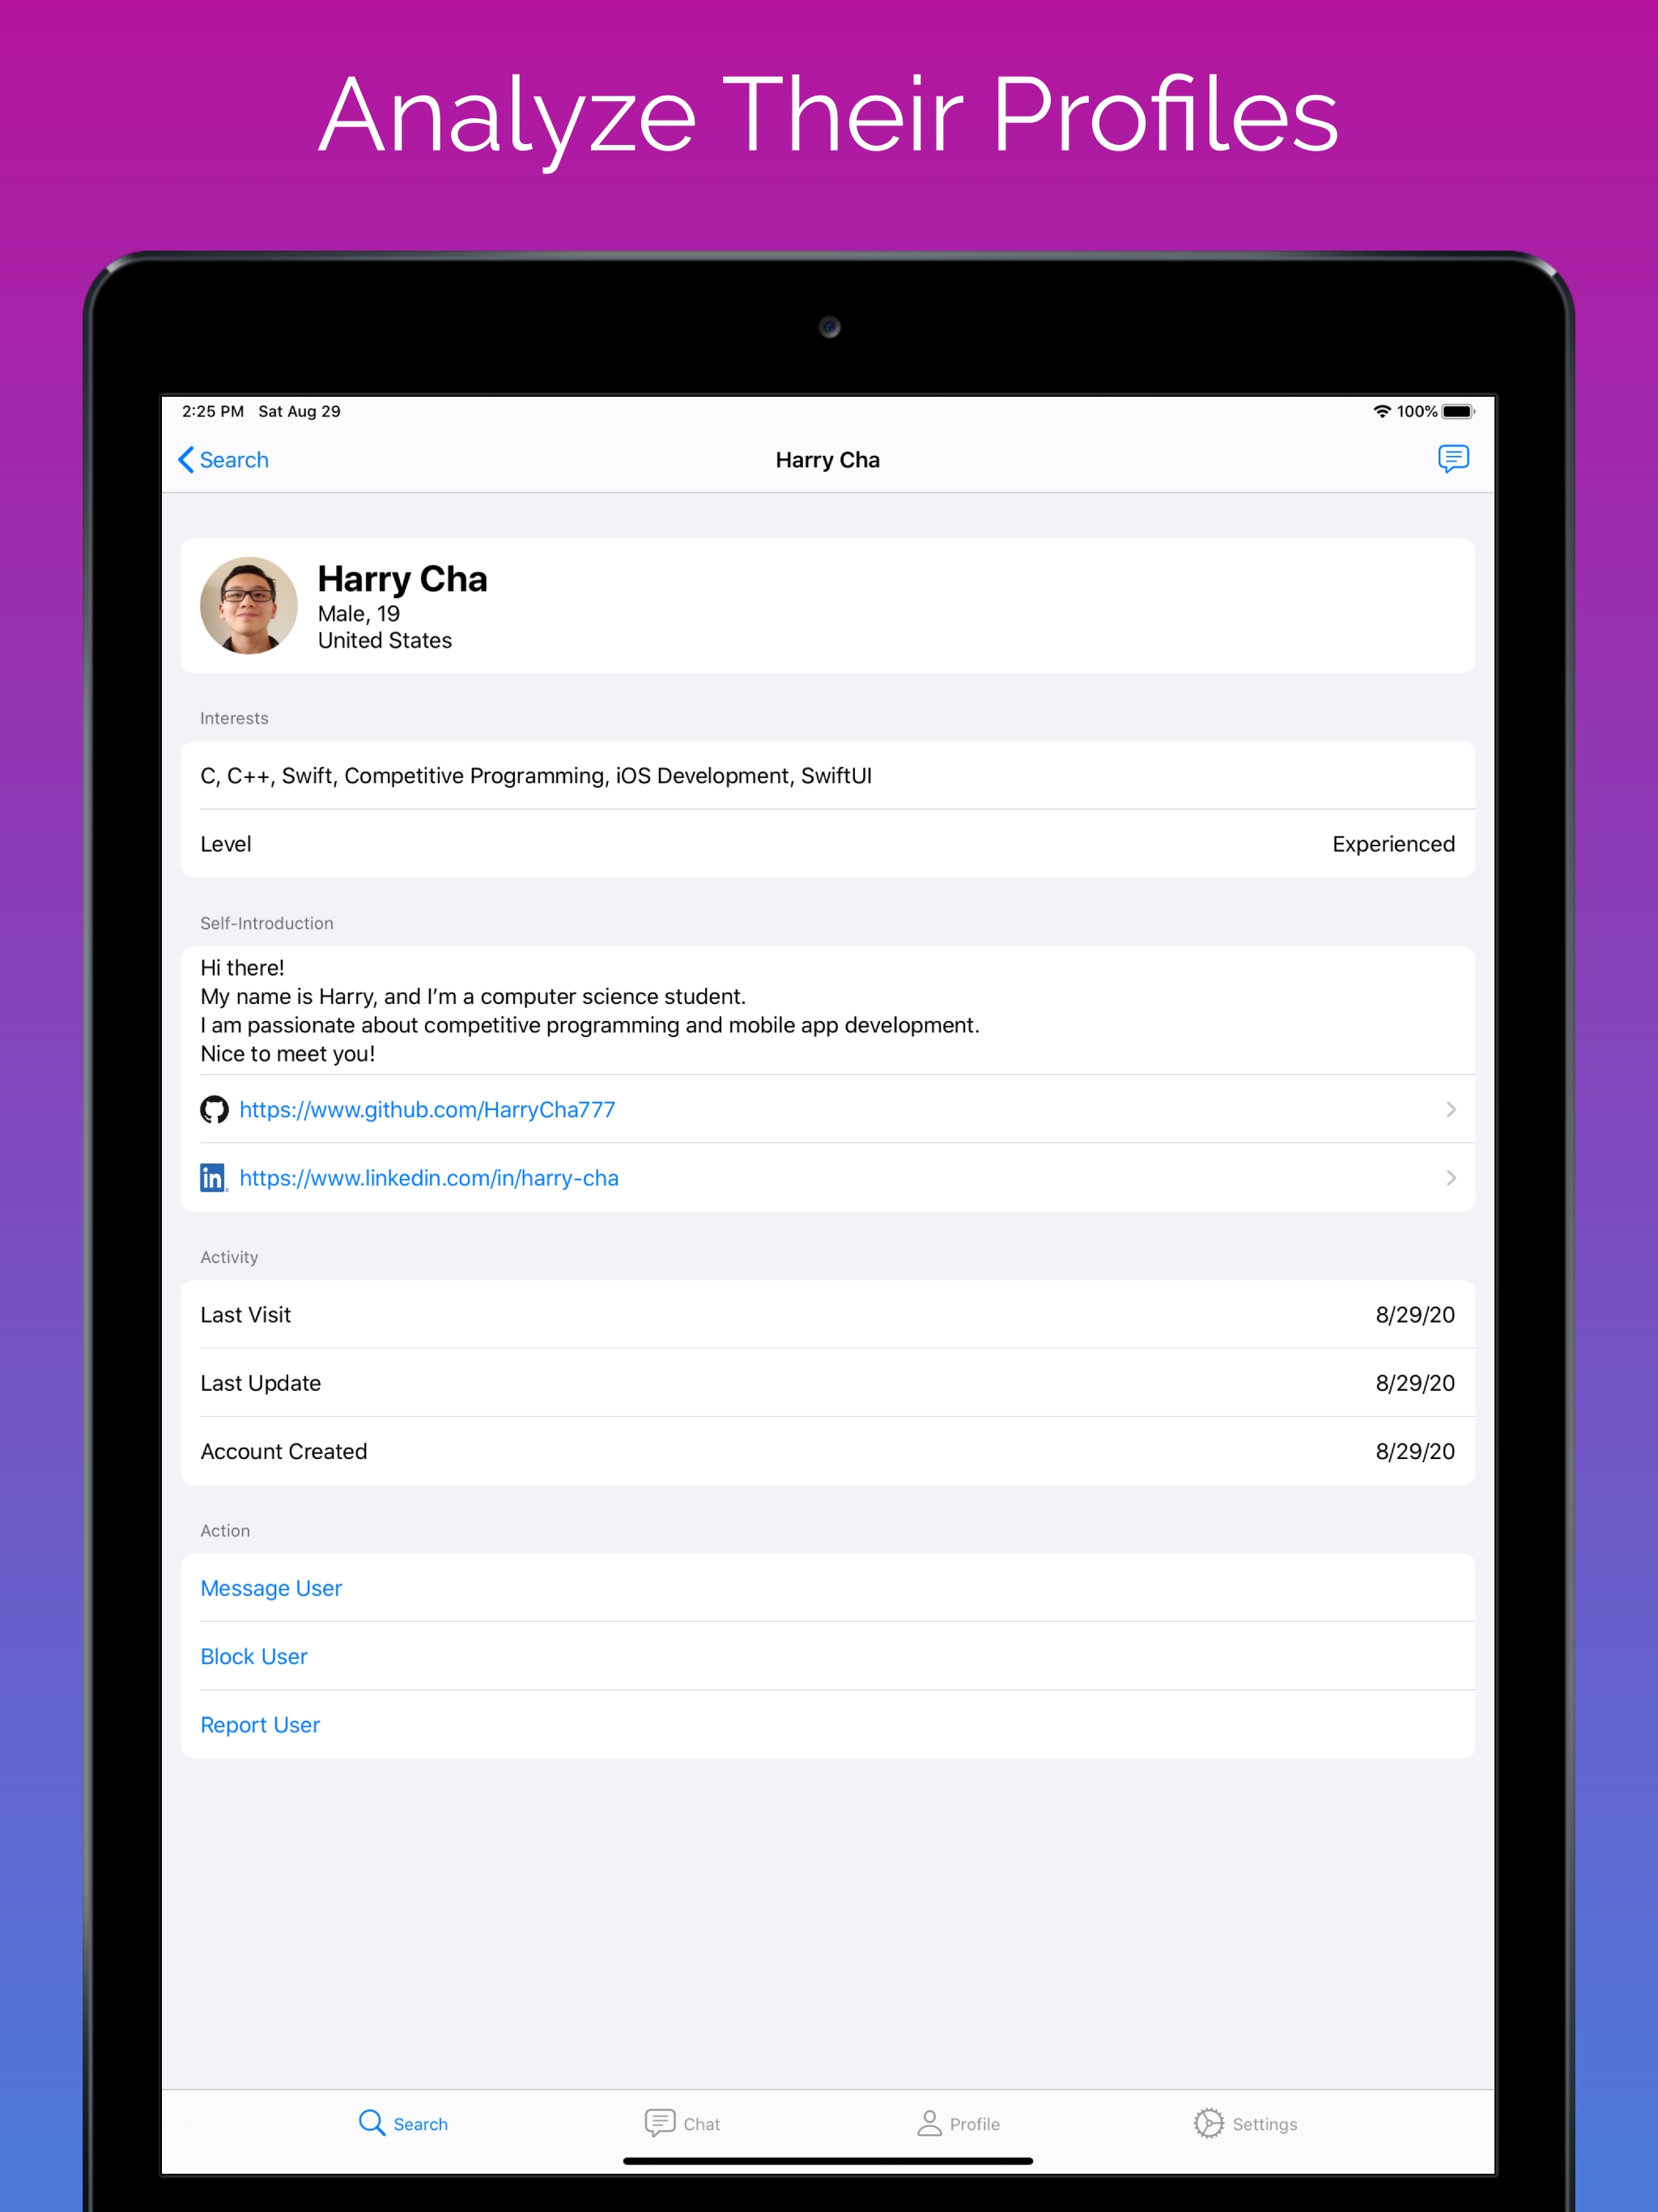 Analyze Their Profiles
2:25 PM Sat Aug 29
100%
Search
Harry Cha
Harry Cha
Male, 19
United States
Interests
C, C++, Swift, Competitive Programming, iOS Development, SwiftUI
Level Experienced
Self-Introduction
Hi there!
My name is Harry, and I’m a computer science student.
I am passionate about competitive programming and mobile app development.
Nice to meet you!
https://www.github.com/HarryCha777
in https://www.linkedin.com/in/harry-cha
Activity
Last Visit 8/29/20
Last Update 8/29/20
Account Created 8/29/20
Action
Message User
Block User
Report User
Search Chat Profile Settings